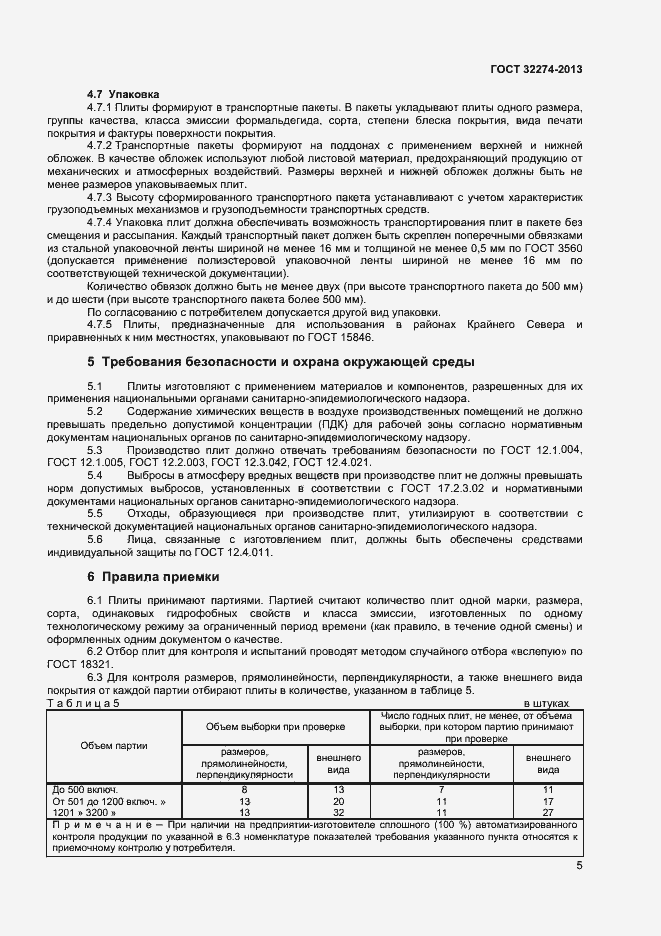 ГОСТ 32274-2013
4.7 Упаковка
4.7.1 Плиты формируют в транспортные пакеты. В пакеты укладывают плиты одного размера,
группы качества, класса эмиссии формальдегида, сорта, степени блеска покрытия, вида печати
покрытия и фактуры поверхности покрытия.
4.7.2 Транспортные пакеты формируют на поддонах с применением верхней и нижней
обложек. В качестве обложек используют любой листовой материал, предохраняющий продукцию от
механических и атмосферных воздействий. Размеры верхней и нижней обложек должны быть не
менее размеров упаковываемых плит.
4.7.3 Высоту сформированного транспортного пакета устанавливают с учетом характеристик
грузоподъемных механизмов и грузоподъемности транспортных средств.
4.7.4 Упаковка плит должна обеспечивать возможность транспортирования плит в пакете без
смещения и рассыпания. Каждый транспортный пакет должен быть скреплен поперечными обвязками
из стальной упаковочной ленты шириной не менее 16 мм и толщиной не менее 0,5 мм по ГОСТ 3560
(допускается применение полиэстеровой упаковочной ленты шириной не менее 16 мм по
соответствующей технической документации).
Количество обвязок должно быть не менее двух (при высоте транспортного пакета до 500 мм)
и до шести (при высоте транспортного пакета более 500 мм).
По согласованию с потребителем допускается другой вид упаковки.
4.7.5 Плиты, предназначенные для использования в районах Крайнего Севера и
приравненных к ним местностях, упаковывают по ГОСТ 15846.
5 Требования безопасности и охрана окружающей среды
5.1 Плиты изготовляют с применением материалов и компонентов, разрешенных для их
применения национальными органами санитарно-эпидемиологического надзора.
5.2 Содержание химических веществ в воздухе производственных помещений не должно
превышать предельно допустимой концентрации (ПДК) для рабочей зоны согласно нормативным
документам национальных органов по санитарно-эпидемиологическому надзору.
5.3 Производство плит должно отвечать требованиям безопасности по ГОСТ 12.1.004,
ГОСТ 12.1.005, ГОСТ 12.2.003, ГОСТ 12.3.042, ГОСТ 12.4.021.
5.4 Выбросы в атмосферу вредных веществ при производстве плит не должны превышать
норм допустимых выбросов, установленных в соответствии с ГОСТ 17.2.3.02 и нормативными
документами национальных органов санитарно-эпидемиологического надзора.
5.5 Отходы, образующиеся при производстве плит, утилизируют в соответствии с
технической документацией национальных органов санитарно-эпидемиологического надзора.
5.6 Лица, связанные с изготовлением плит, должны быть обеспечены средствами
индивидуальной защиты по ГОСТ 12.4.011.
6 Правила приемки
6.1 Плиты принимают партиями. Партией считают количество плит одной марки, размера,
сорта, одинаковых гидрофобных свойств и класса эмиссии, изготовленных по одному
технологическому режиму за ограниченный период времени (как правило, в течение одной смены) и
оформленных одним документом о качестве.
6.2 Отбор плит для контроля и испытаний проводят методом случайного отбора «вслепую» по
ГОСТ 18321.
6.3 Для контроля размеров, прямолинейности, перпендикулярности, а также внешнего вида
покрытия от каждой партии отбирают плиты в количестве, указанном в таблице 5.
Т а б л и ц а 5 в штуках
Объем партии
Объем выборки при проверке
Число годных плит, не менее, от объема
выборки, при котором партию принимают
при проверке
размеров,
прямолинейности,
перпендикулярности
внешнего
вида
размеров,
прямолинейности,
перпендикулярности
внешнего
вида
До 500 включ. 8 13 7 11
От 501 до 1200 включ. » 13 20 11 17
1201 » 3200 » 13 32 11 27
П р и м е ч а н и е — При наличии на предприятии-изготовителе сплошного (100 %) автоматизированного
контроля продукции по указанной в 6.3 номенклатуре показателей требования указанного пункта относятся к
приемочному контролю у потребителя.
5